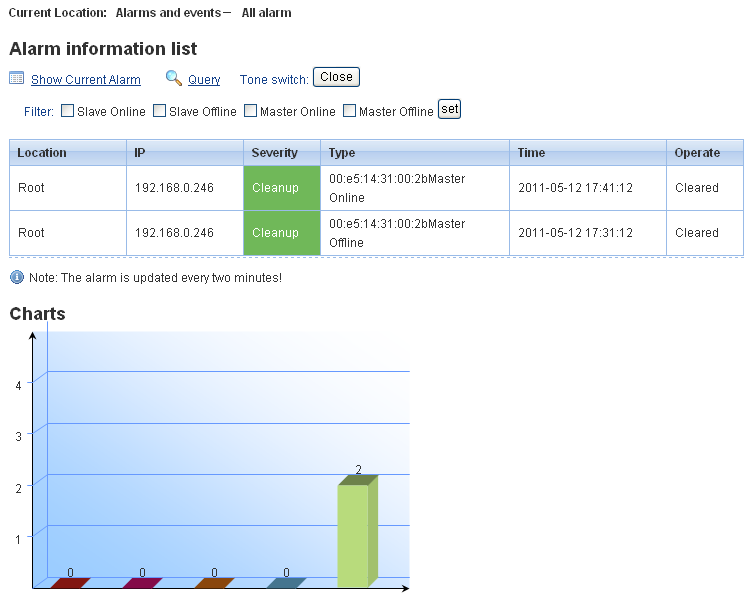 Current Location: Alarms and events— All alarm
Alarm information list
Show Current Alarm Query Tone switch: Close
Filter: Slave Online Slave Offline Master Online Master Offline set
Location IP Severity Type Time Operate
Root 192.168.0.246 Cleanup 00:e5:14:31:00:2bMaster Online 2011-05-12 17:41:12 Cleared
Root 192.168.0.246 Cleanup 00:e5:14:31:00:2bMaster Offline 2011-05-12 17:31:12 Cleared
Note: The alarm is updated every two minutes!
Charts
4
3
2
1
0 0 0 0 2